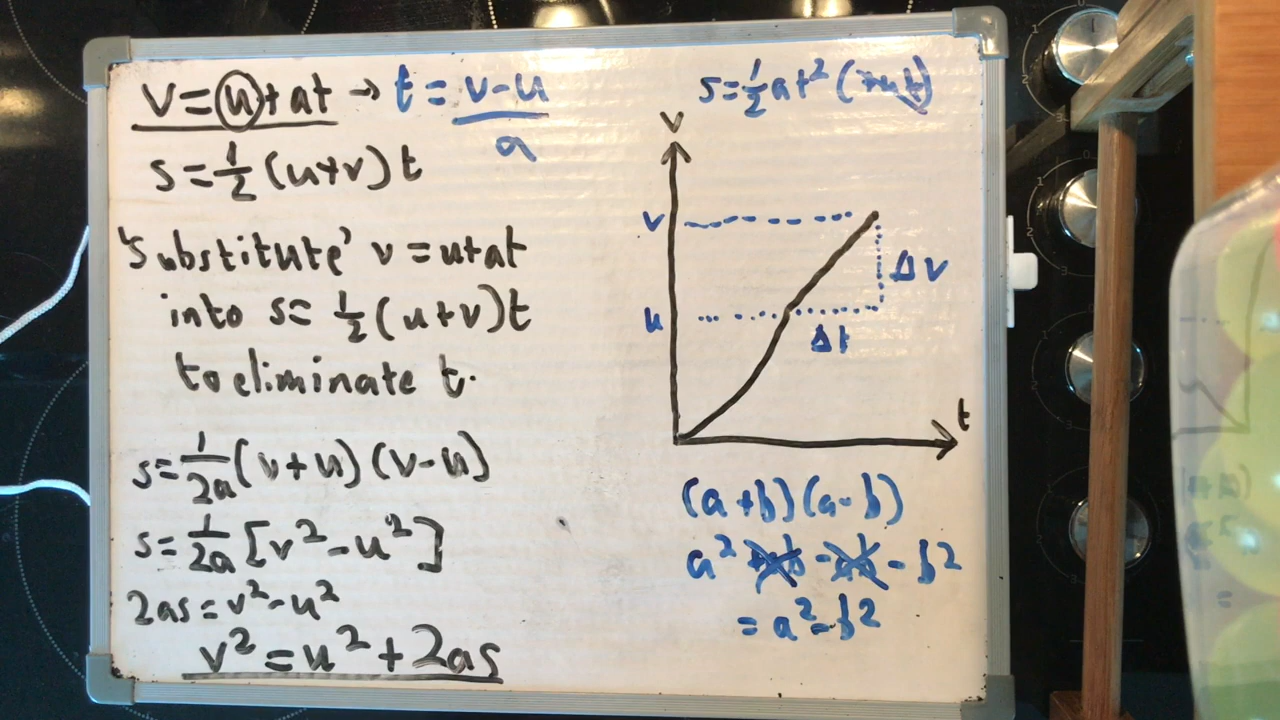 v = u + at → t = v-u / a
s = 1/2 (u+v) t
'Substitute' v = u+at
into s = 1/2 (u+v)t
to eliminate t.
s = 1/2a (v+u) (v-u)
s = 1/2a [v² - u²]
2as = v² - u²
v² = u² + 2as
s = 1/2 at² (
v
v
Δv
u
Δt
t
(a+b)(a-b)
a² - b²
= a² - b²